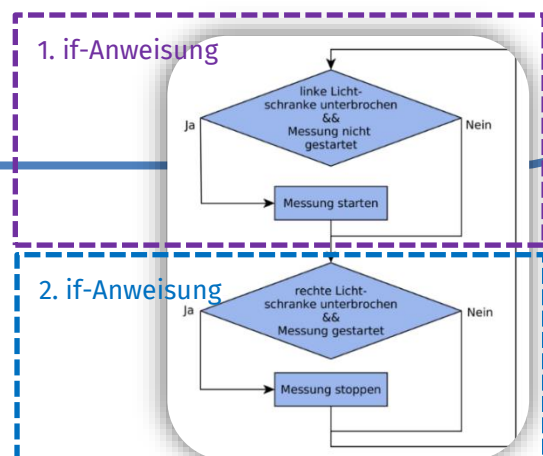 1. if-Anweisung
linke Licht-
schranke unterbrochen
&&
Messung nicht
gestartet
Ja
Nein
Messung starten
2. if-Anweisung
rechte Licht-
schranke unterbrochen
&&
Messung gestartet
Ja
Nein
Messung stoppen